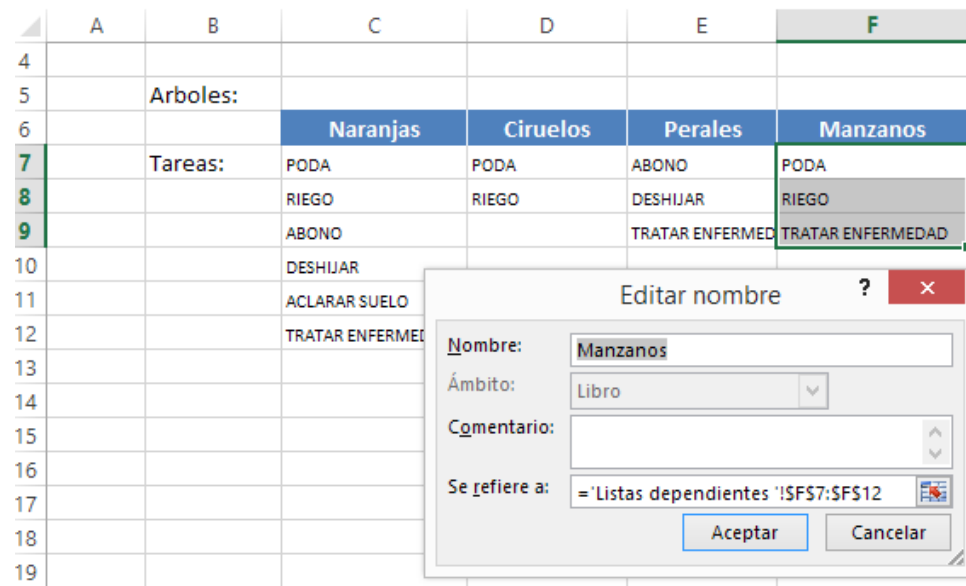 A B C D E F
4
5 Arboles:
6 Naranjas Ciruelos Perales Manzanos
7 Tareas: PODA PODA ABONO PODA
8 RIEGO RIEGO DESHIJAR RIEGO
9 ABONO TRATAR ENFERMED TRATAR ENFERMEDAD
10 DESHIJAR
11 ACLARAR SUELO
12 TRATAR ENFERMED
13
14
15
16
17
18
19
Editar nombre ? ×
Nombre: Manzanos
Ámbito: Libro
Comentario:
Se refiere a: ='Listas dependientes '!$F$7:$F$12
Aceptar Cancelar